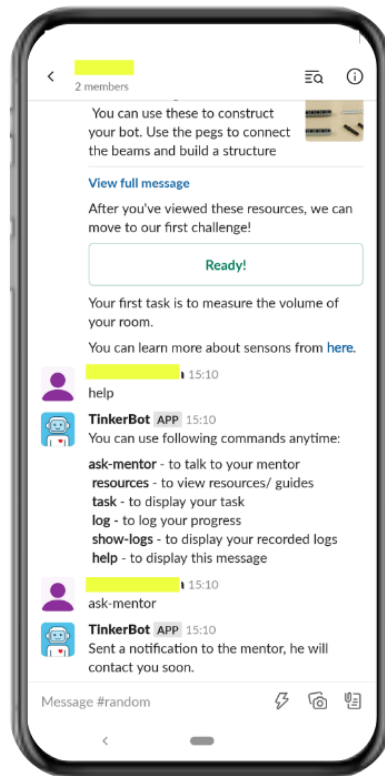 2 members
You can use these to construct
your bot. Use the pegs to connect
the beams and build a structure
View full message
After you've viewed these resources, we can
move to our first challenge!
Ready!
Your first task is to measure the volume of
your room.
You can learn more about sensons from here.
15:10
help
TinkerBot APP 15:10
You can use following commands anytime:
ask-mentor - to talk to your mentor
resources - to view resources/ guides
task - to display your task
log - to log your progress
show-logs - to display your recorded logs
help - to display this message
15:10
ask-mentor
TinkerBot APP 15:10
Sent a notification to the mentor, he will
contact you soon.
Message #random